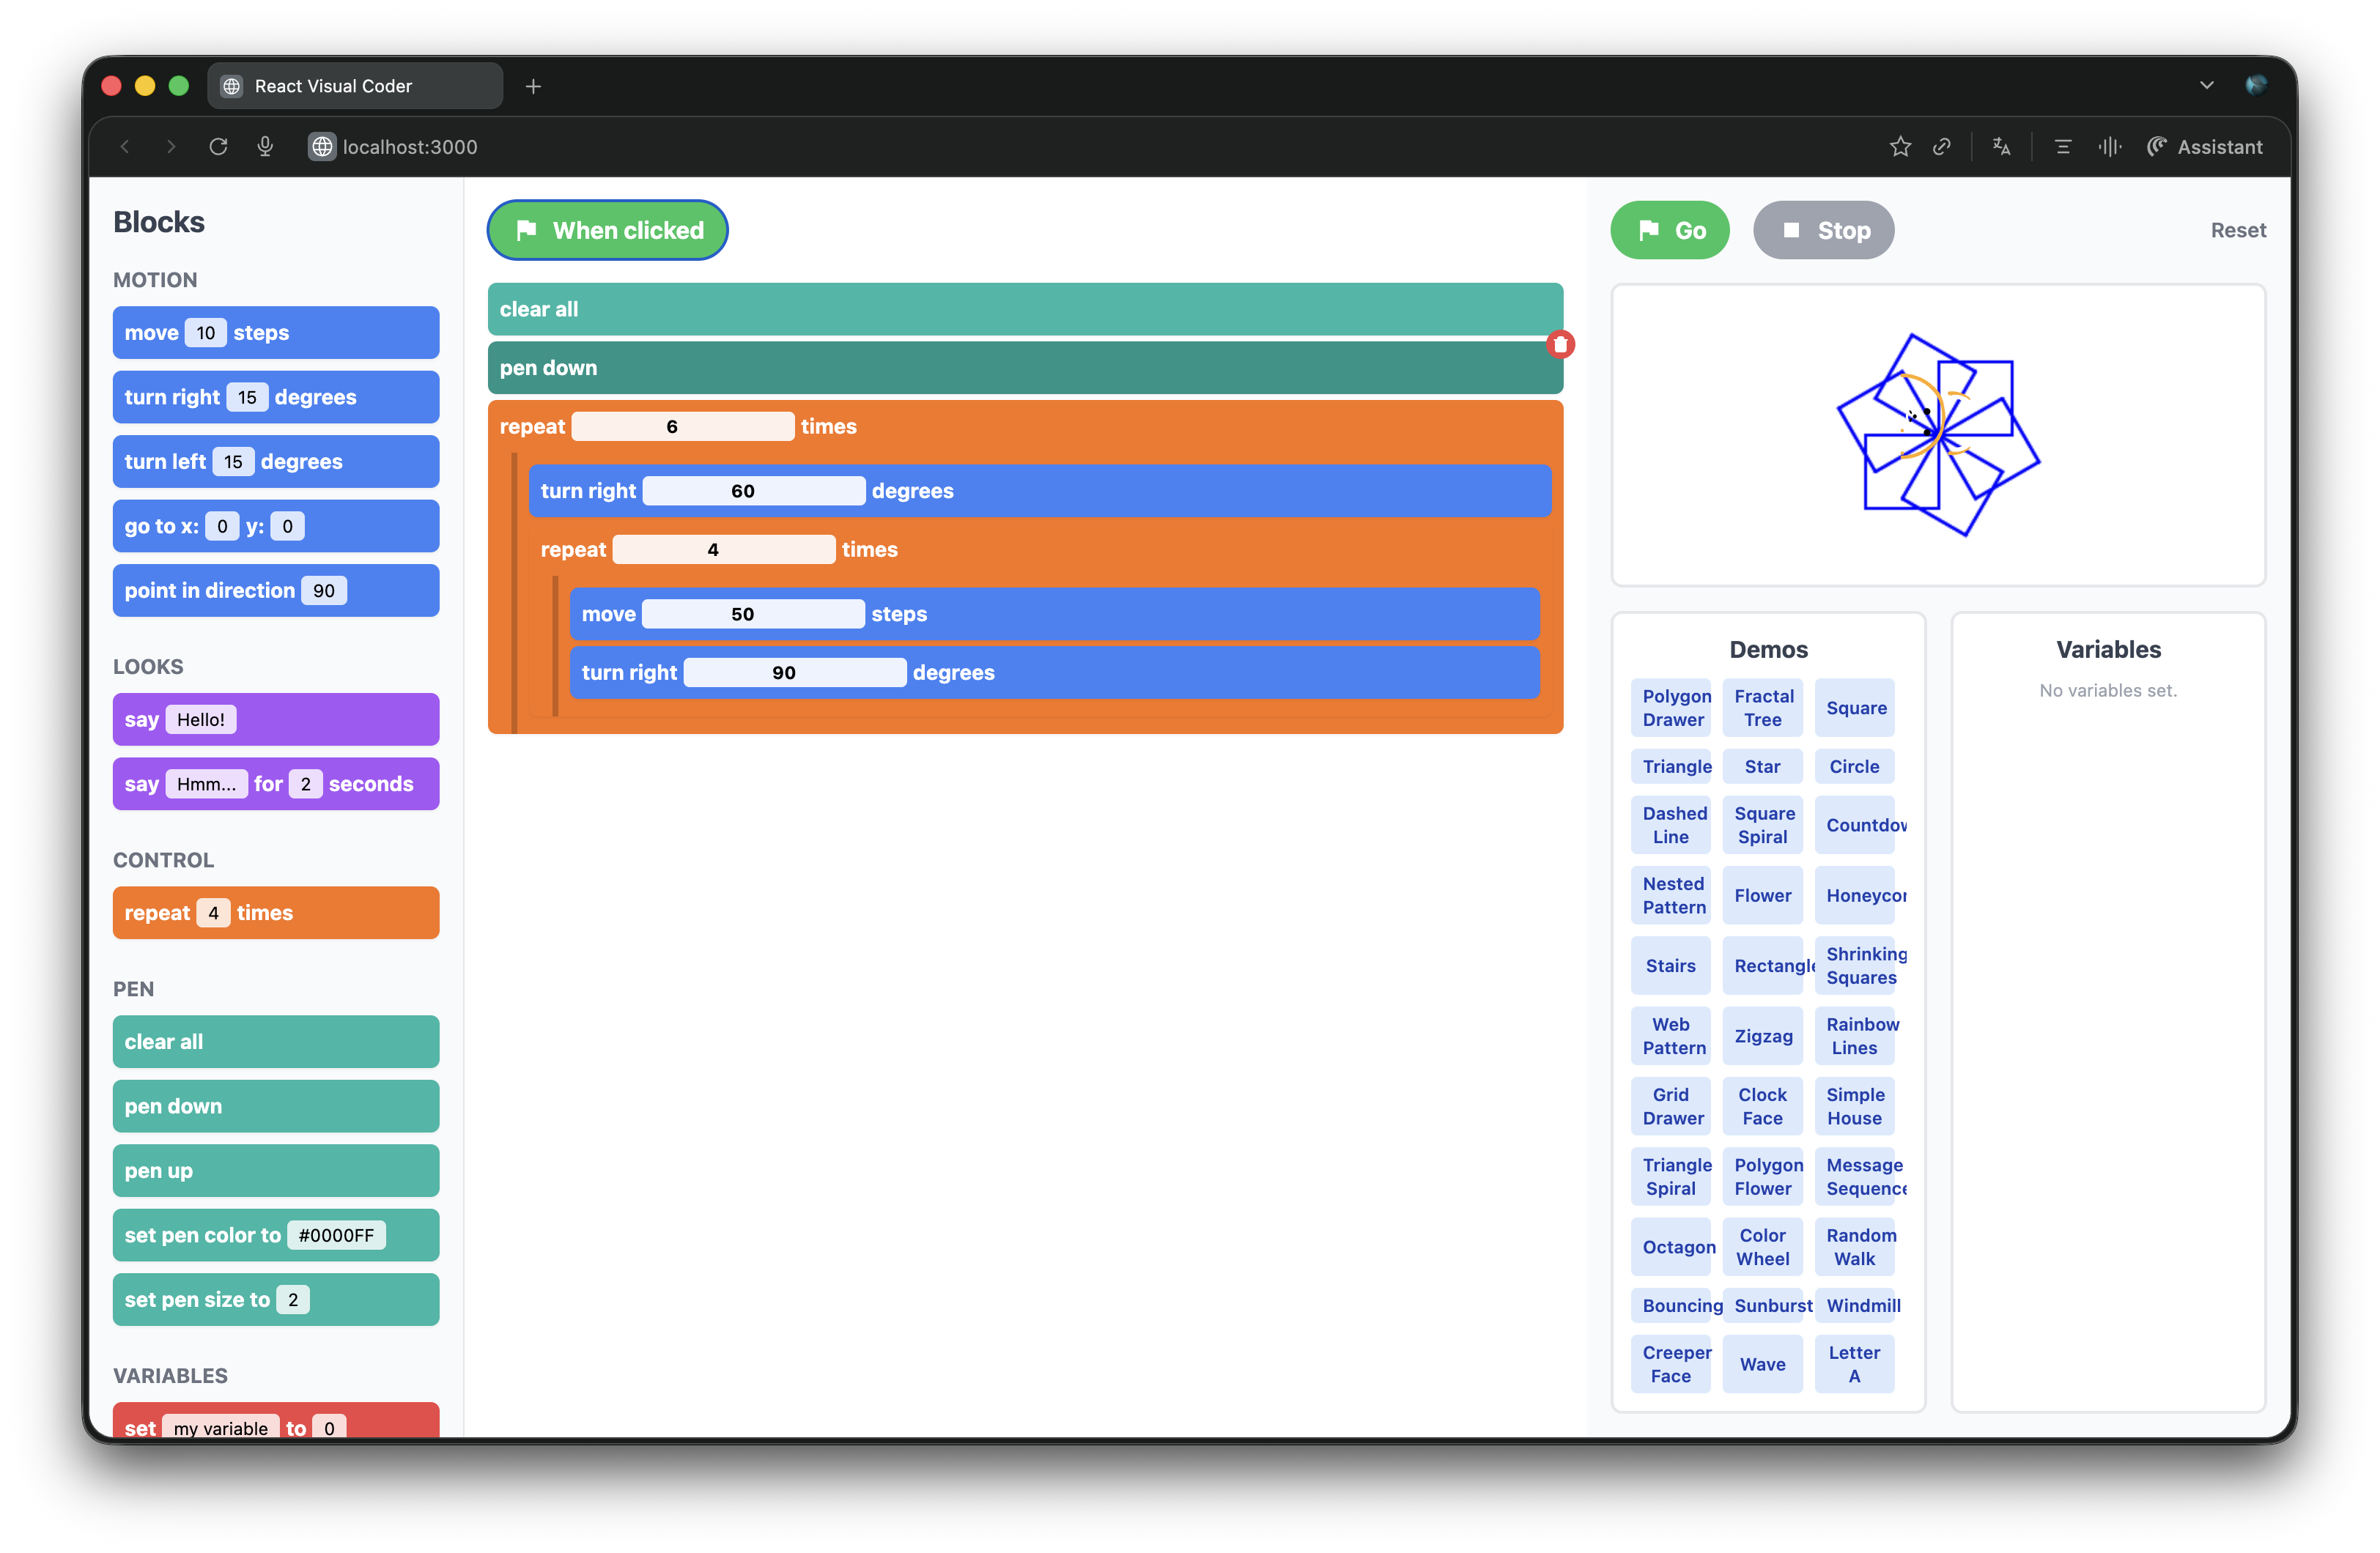 React Visual Coder
localhost:3000
Assistant
Blocks
MOTION
move 10 steps
turn right 15 degrees
turn left 15 degrees
go to x: 0 y: 0
point in direction 90
LOOKS
say Hello!
say Hmm... for 2 seconds
CONTROL
repeat 4 times
PEN
clear all
pen down
pen up
set pen color to #0000FF
set pen size to 2
VARIABLES
set my variable to 0
When clicked
clear all
pen down
repeat 6 times
turn right 60 degrees
repeat 4 times
move 50 steps
turn right 90 degrees
Go
Stop
Reset
Demos
Polygon
Drawer
Fractal
Tree
Square
Triangle
Star
Circle
Dashed
Line
Square
Spiral
Countdow
Nested
Pattern
Flower
Honeycom
Stairs
Rectangle
Shrinking
Squares
Web
Pattern
Zigzag
Rainbow
Lines
Grid
Drawer
Clock
Face
Simple
House
Triangle
Spiral
Polygon
Flower
Message
Sequence
Octagon
Color
Wheel
Random
Walk
Bouncing
Sunburst
Windmill
Creeper
Face
Wave
Letter
A
Variables
No variables set.